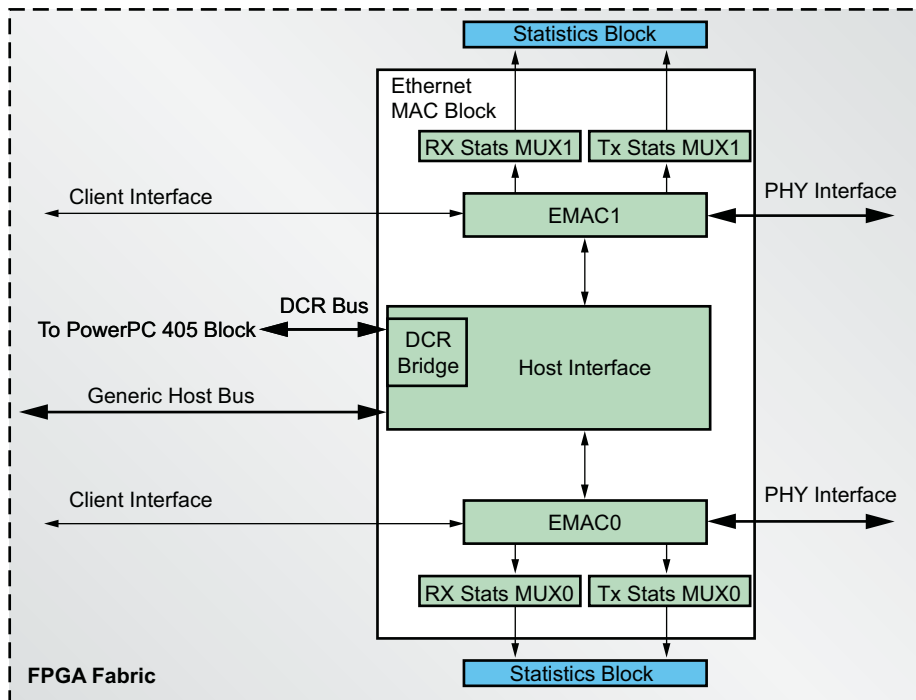 Statistics Block
Ethernet
MAC Block
RX Stats MUX1
Tx Stats MUX1
Client Interface
EMAC1
PHY Interface
DCR Bus
To PowerPC 405 Block
DCR
Bridge
Host Interface
Generic Host Bus
Client Interface
EMAC0
PHY Interface
RX Stats MUX0
Tx Stats MUX0
FPGA Fabric
Statistics Block